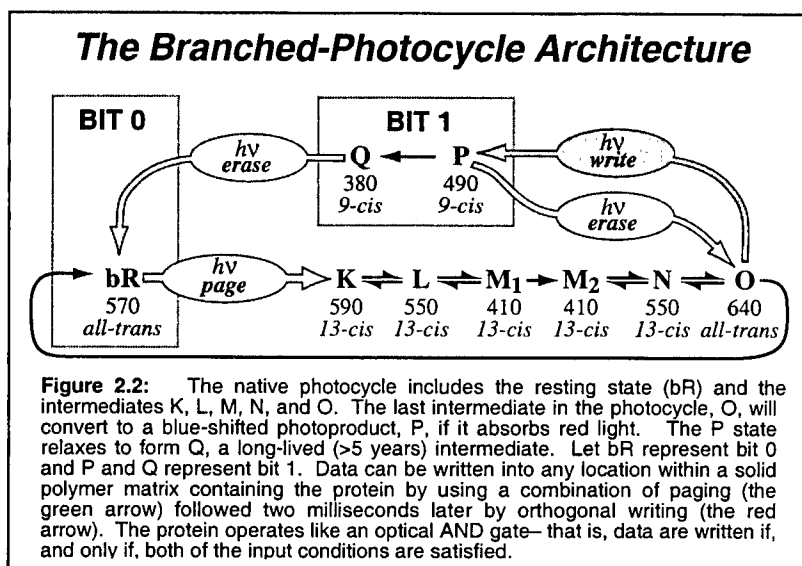 The Branched-Photocycle Architecture
BIT 0
BIT 1
hν
erase
Q
380
9-cis
P
490
9-cis
hν
write
hν
erase
bR
570
all-trans
hν
page
K
590
13-cis
L
550
13-cis
M1
410
13-cis
M2
410
13-cis
N
550
13-cis
O
640
all-trans
Figure 2.2: The native photocycle includes the resting state (bR) and the
intermediates K, L, M, N, and O. The last intermediate in the photocycle, O, will
convert to a blue-shifted photoproduct, P, if it absorbs red light. The P state
relaxes to form Q, a long-lived (>5 years) intermediate. Let bR represent bit 0
and P and Q represent bit 1. Data can be written into any location within a solid
polymer matrix containing the protein by using a combination of paging (the
green arrow) followed two milliseconds later by orthogonal writing (the red
arrow). The protein operates like an optical AND gate– that is, data are written if,
and only if, both of the input conditions are satisfied.